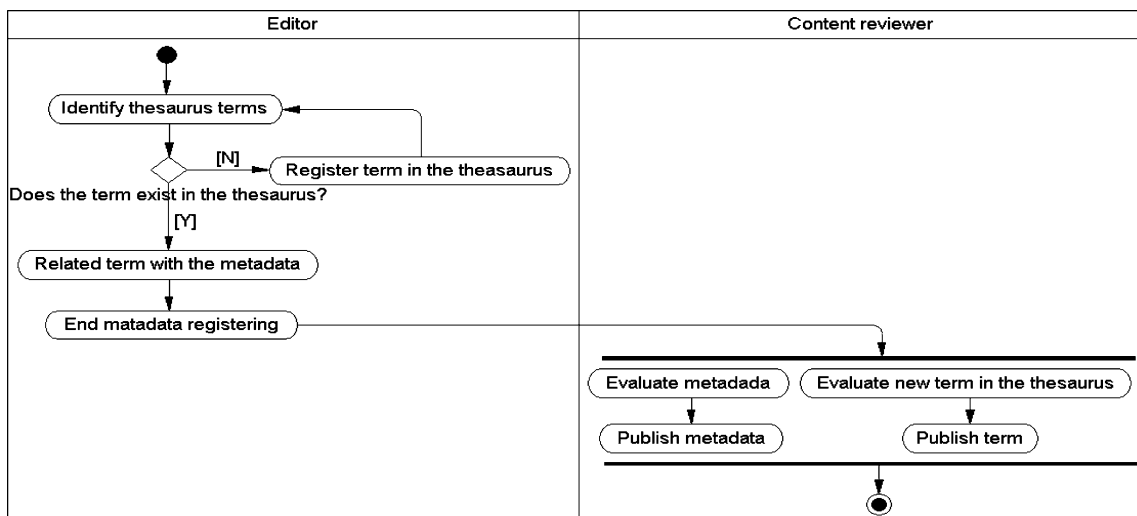 Editor
Content reviewer
Identify thesaurus terms
[N]
Register term in the theasaurus
Does the term exist in the thesaurus?
[Y]
Related term with the metadata
End matadata registering
Evaluate metadada
Evaluate new term in the thesaurus
Publish metadata
Publish term